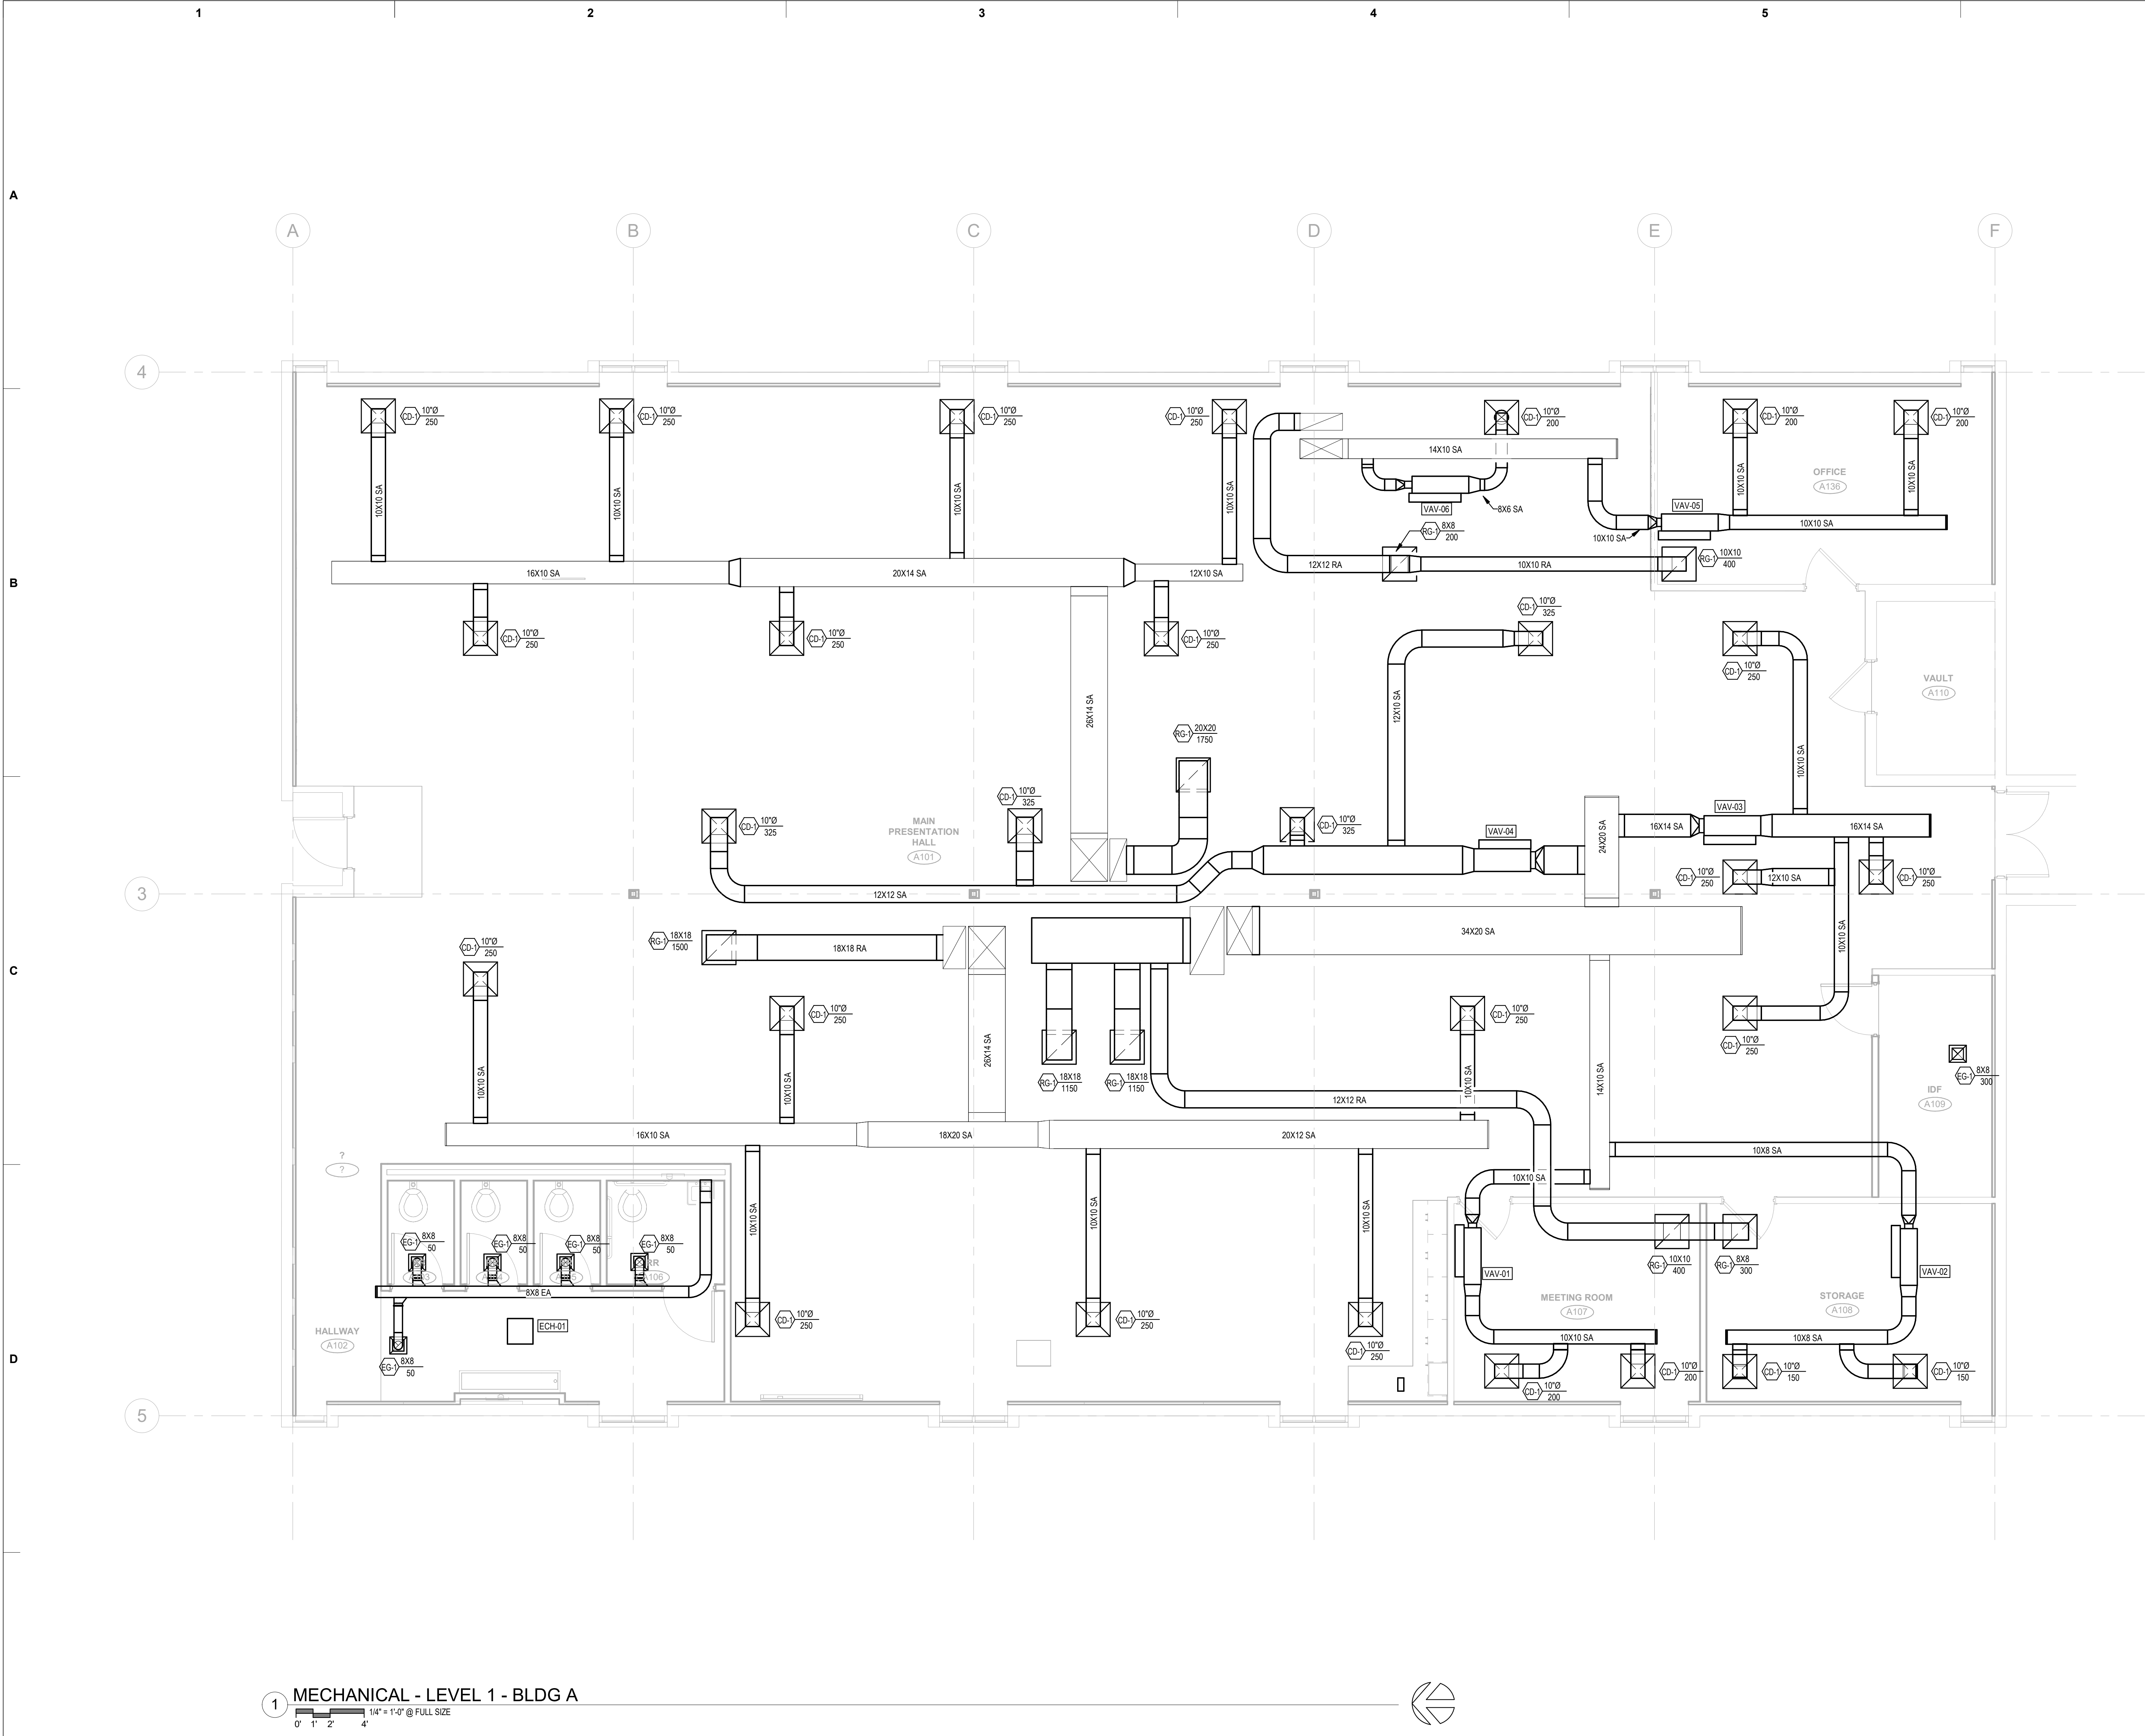 1 2 3 4 5
A
A B C D E F
4
CD-1 10"Ø 250
CD-1 10"Ø 250
CD-1 10"Ø 250
CD-1 10"Ø 250
CD-1 10"Ø 200
CD-1 10"Ø 200
CD-1 10"Ø 200
14X10 SA
OFFICE
A136
10X10 SA
10X10 SA
10X10 SA
10X10 SA
10X10 SA
10X10 SA
VAV-06
8X6 SA
VAV-05
10X10 SA
10X10 SA
RG-1 8X8 200
RG-1 10X10 400
B
16X10 SA
20X14 SA
12X10 SA
12X12 RA
10X10 RA
CD-1 10"Ø 325
CD-1 10"Ø 250
CD-1 10"Ø 250
CD-1 10"Ø 250
CD-1 10"Ø 250
VAULT
A110
26X14 SA
12X10 SA
10X10 SA
RG-1 20X20 1750
CD-1 10"Ø 325
CD-1 10"Ø 325
CD-1 10"Ø 325
MAIN
PRESENTATION
HALL
A101
VAV-04
VAV-03
24X20 SA
16X14 SA
16X14 SA
CD-1 10"Ø 250
12X10 SA
CD-1 10"Ø 250
3
12X12 SA
34X20 SA
10X10 SA
RG-1 18X18 1500
18X18 RA
CD-1 10"Ø 250
C
CD-1 10"Ø 250
CD-1 10"Ø 250
CD-1 10"Ø 250
10X10 SA
10X10 SA
26X14 SA
RG-1 18X18 1150
RG-1 18X18 1150
10X10 SA
14X10 SA
EG-1 8X8 300
IDF
A109
12X12 RA
16X10 SA
18X20 SA
20X12 SA
10X8 SA
?
?
10X10 SA
10X10 SA
10X10 SA
10X10 SA
EG-1 8X8 50
EG-1 8X8 50
EG-1 8X8 50
EG-1 8X8 50
RR
A106
8X8 EA
RG-1 10X10 400
RG-1 8X8 300
VAV-01
VAV-02
MEETING ROOM
A107
STORAGE
A108
HALLWAY
A102
ECH-01
CD-1 10"Ø 250
CD-1 10"Ø 250
CD-1 10"Ø 250
10X10 SA
10X8 SA
D
EG-1 8X8 50
CD-1 10"Ø 200
CD-1 10"Ø 200
CD-1 10"Ø 150
CD-1 10"Ø 150
5
1 MECHANICAL - LEVEL 1 - BLDG A
1/4" = 1'-0" @ FULL SIZE
0' 1' 2' 4'